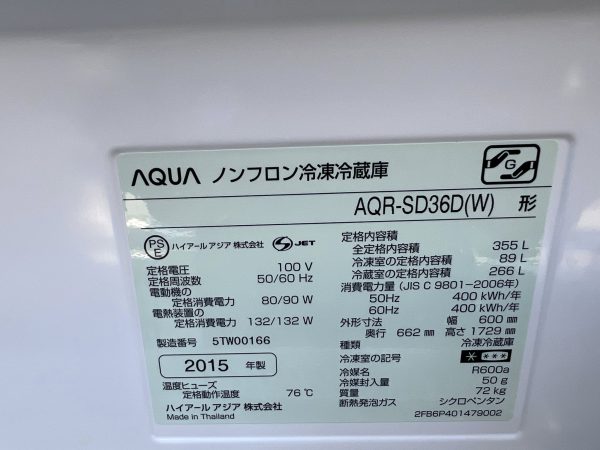 AQUA ノンフロン冷凍冷蔵庫
G
AQR-SD36D(W) 形
PS E ハイアール アジア 株式会社 S JET
定格電圧 100 V
定格周波数 50/60 Hz
電動機の
定格消費電力 80/90 W
電熱装置の
定格消費電力 132/132 W
製造番号 5TW00166
2015 年製
温度ヒューズ
定格動作温度 76 ℃
ハイアール アジア 株式会社
Made in Thailand
定格内容積
全定格内容積 355 L
冷凍室の定格内容積 89 L
冷蔵室の定格内容積 266 L
消費電力量 (JIS C 9801-2006年)
50Hz 400 kWh/年
60Hz 400 kWh/年
外形寸法 幅 600 mm
奥行 662 mm 高さ 1729 mm
種類 冷凍冷蔵庫
冷凍室の記号 ****
冷媒名 R600a
冷媒封入量 50 g
質量 72 kg
断熱発泡ガス シクロペンタン
2FB6P401479002